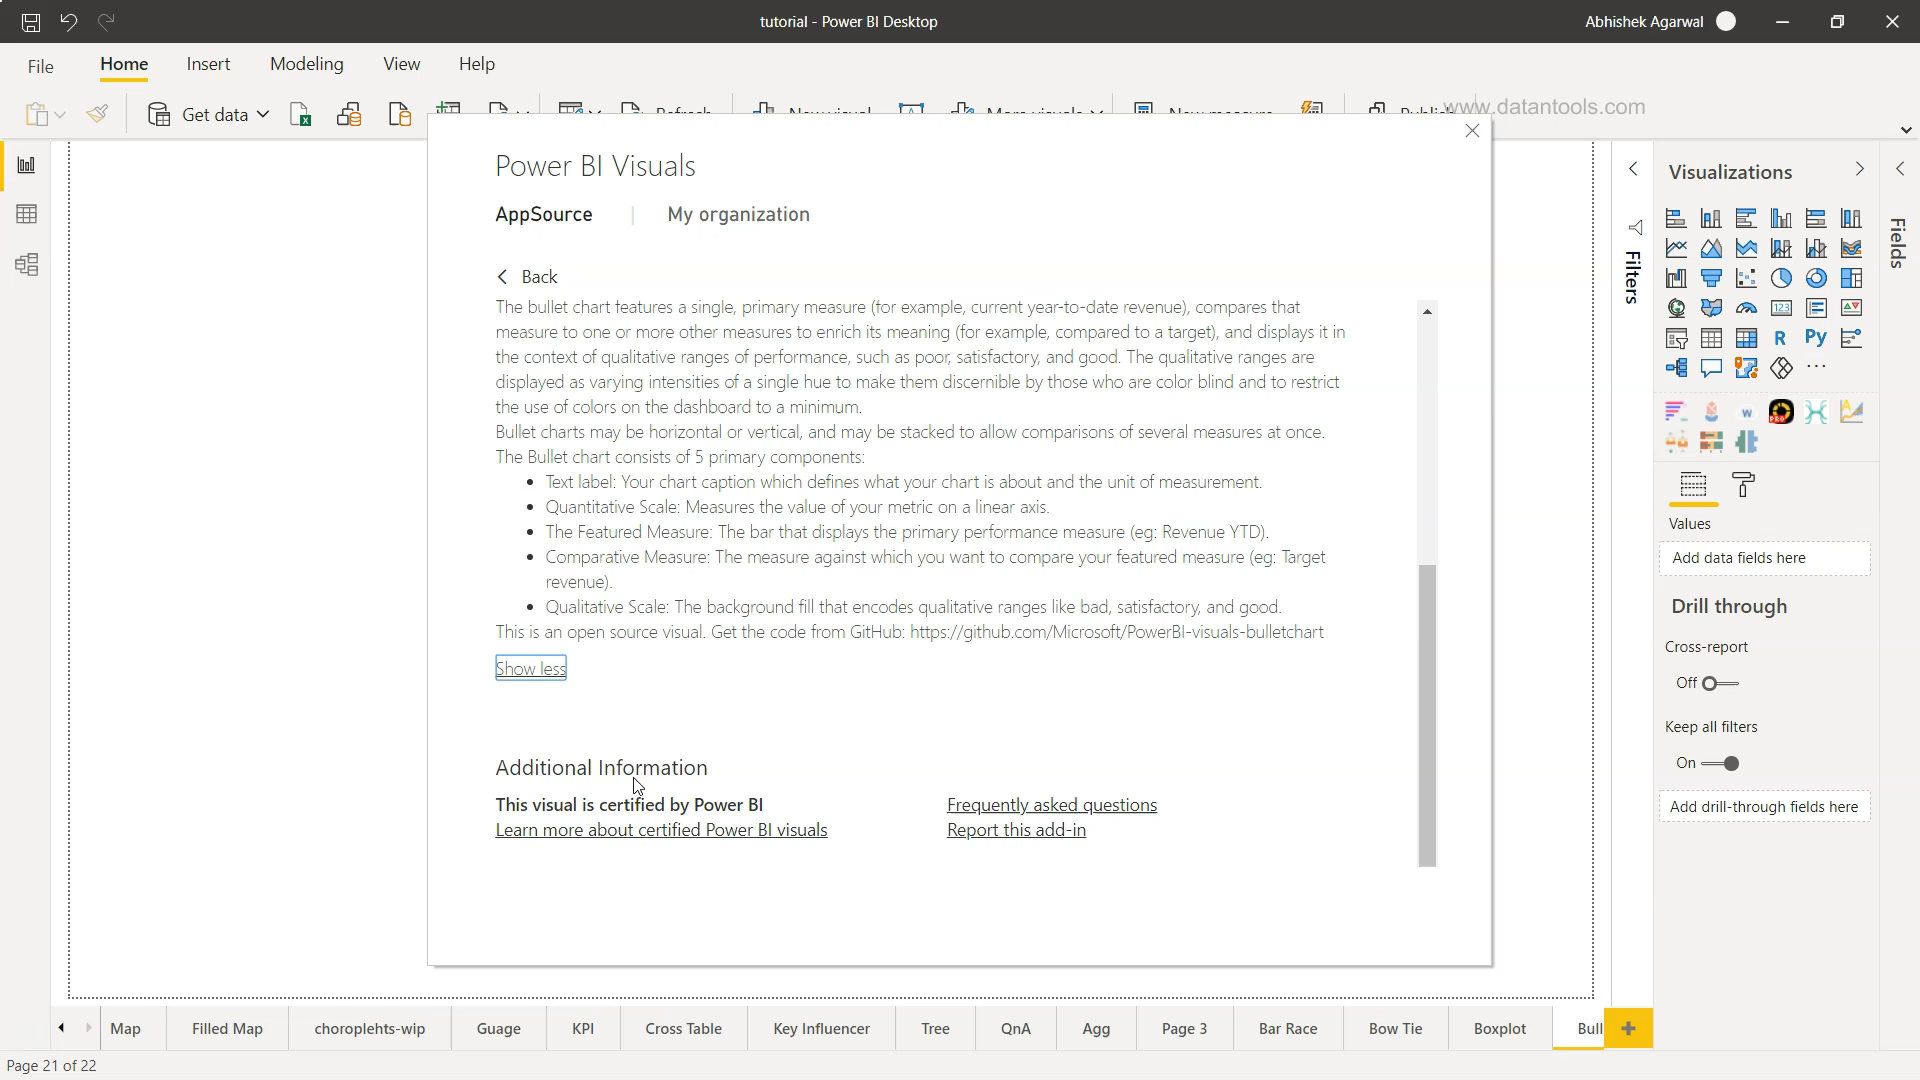 tutorial - Power BI Desktop
Abhishek Agarwal
File
Home
Insert
Modeling
View
Help
Get data
Refresh
New visual
More visuals
New measure
Publish
www.datantools.com
Power BI Visuals
AppSource
My organization
Back
The bullet chart features a single, primary measure (for example, current year-to-date revenue), compares that
measure to one or more other measures to enrich its meaning (for example, compared to a target), and displays it in
the context of qualitative ranges of performance, such as poor, satisfactory, and good. The qualitative ranges are
displayed as varying intensities of a single hue to make them discernible by those who are color blind and to restrict
the use of colors on the dashboard to a minimum.
Bullet charts may be horizontal or vertical, and may be stacked to allow comparisons of several measures at once.
The Bullet chart consists of 5 primary components:
• Text label: Your chart caption which defines what your chart is about and the unit of measurement.
• Quantitative Scale: Measures the value of your metric on a linear axis.
• The Featured Measure: The bar that displays the primary performance measure (eg: Revenue YTD).
• Comparative Measure: The measure against which you want to compare your featured measure (eg: Target
revenue).
• Qualitative Scale: The background fill that encodes qualitative ranges like bad, satisfactory, and good.
This is an open source visual. Get the code from GitHub: https://github.com/Microsoft/PowerBI-visuals-bulletchart
Show less
Additional Information
This visual is certified by Power BI
Learn more about certified Power BI visuals
Frequently asked questions
Report this add-in
Filters
Visualizations
123
R
Py
W
PRO
Values
Add data fields here
Drill through
Cross-report
Off
Keep all filters
On
Add drill-through fields here
Fields
Map
Filled Map
choroplehts-wip
Guage
KPI
Cross Table
Key Influencer
Tree
QnA
Agg
Page 3
Bar Race
Bow Tie
Boxplot
Bull
Page 21 of 22